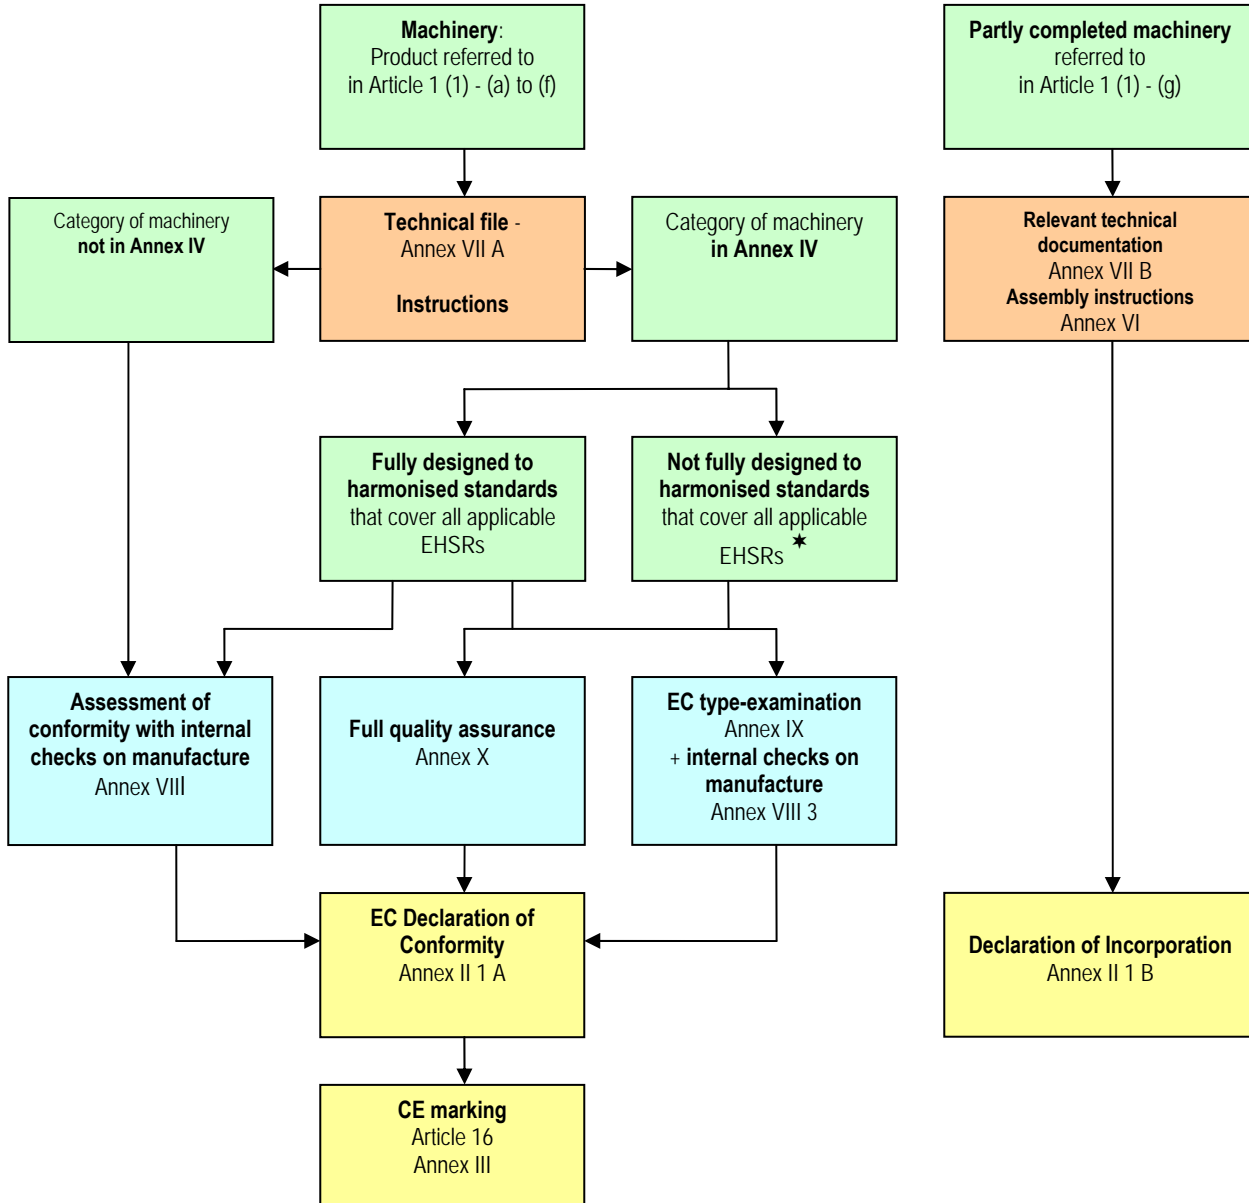 Machinery:
Product referred to
in Article 1 (1) - (a) to (f)
Partly completed machinery
referred to
in Article 1 (1) - (g)
Category of machinery
not in Annex IV
Technical file -
Annex VII A
Instructions
Category of machinery
in Annex IV
Relevant technical
documentation
Annex VII B
Assembly instructions
Annex VI
Fully designed to
harmonised standards
that cover all applicable
EHSRs
Not fully designed to
harmonised standards
that cover all applicable
EHSRs ★
Assessment of
conformity with internal
checks on manufacture
Annex VIII
Full quality assurance
Annex X
EC type-examination
Annex IX
+ internal checks on
manufacture
Annex VIII 3
EC Declaration of
Conformity
Annex II 1 A
Declaration of Incorporation
Annex II 1 B
CE marking
Article 16
Annex III